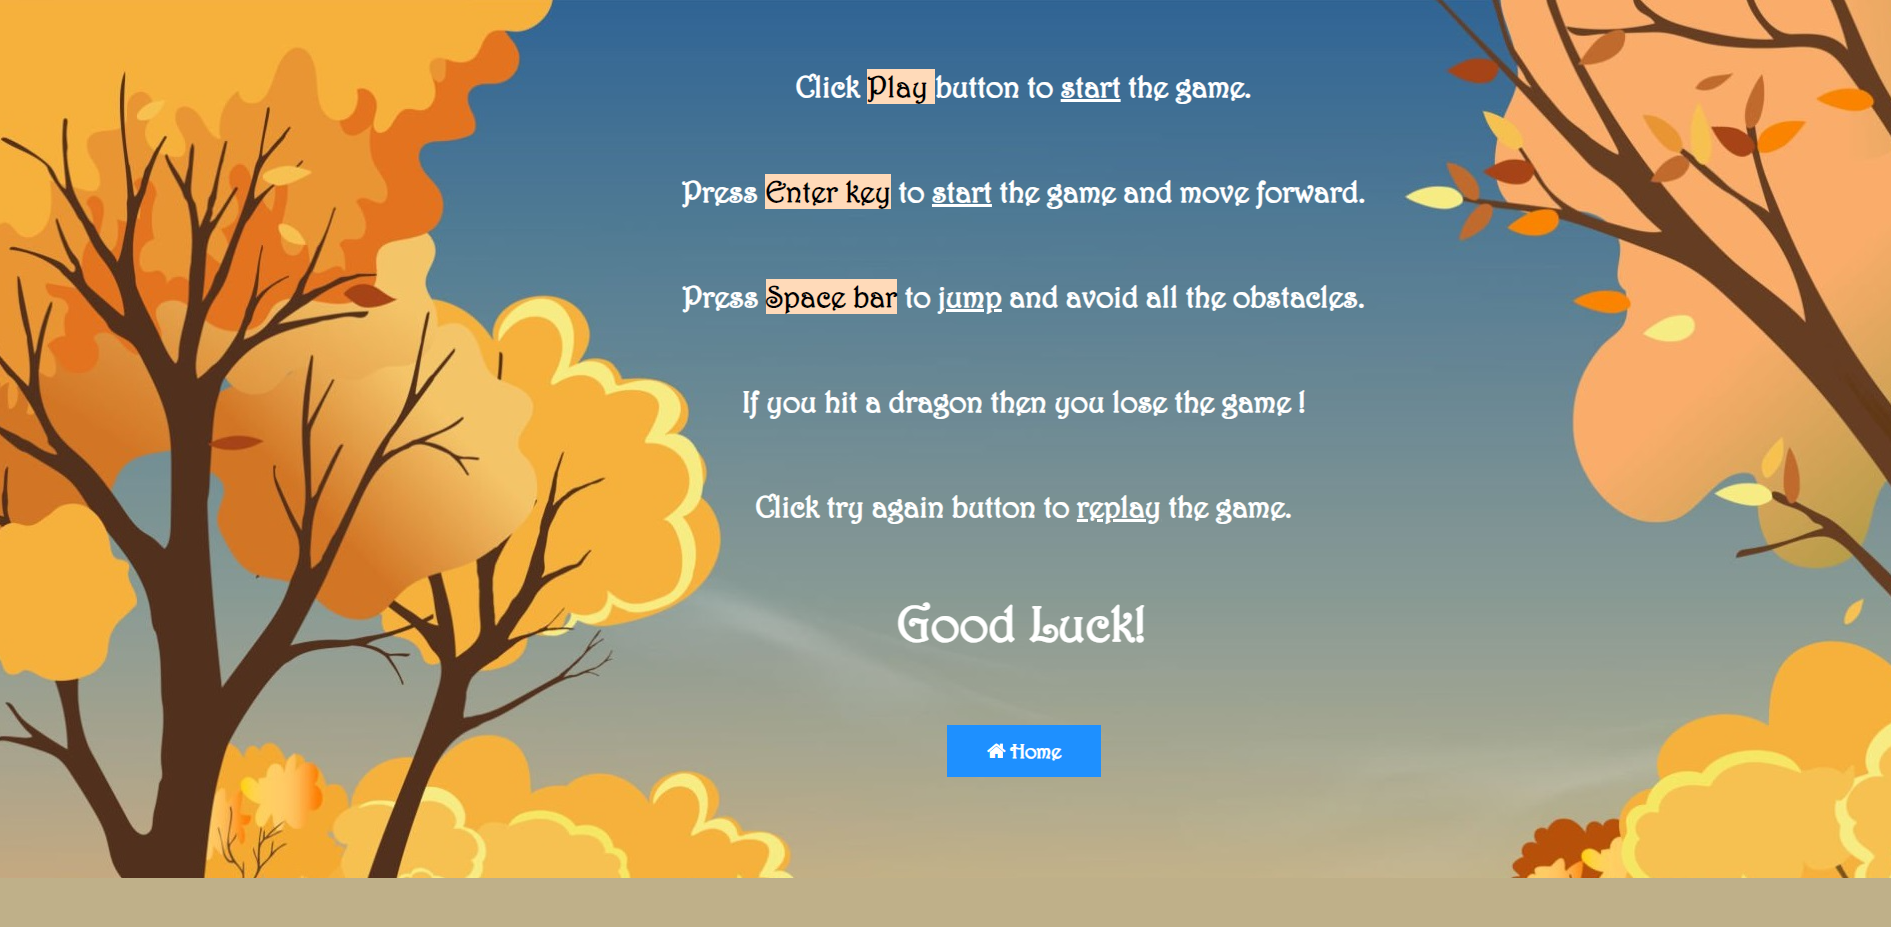 Click Play button to start the game.
Press Enter key to start the game and move forward.
Press Space bar to jump and avoid all the obstacles.
If you hit a dragon then you lose the game !
Click try again button to replay the game.
Good Luck!
Home